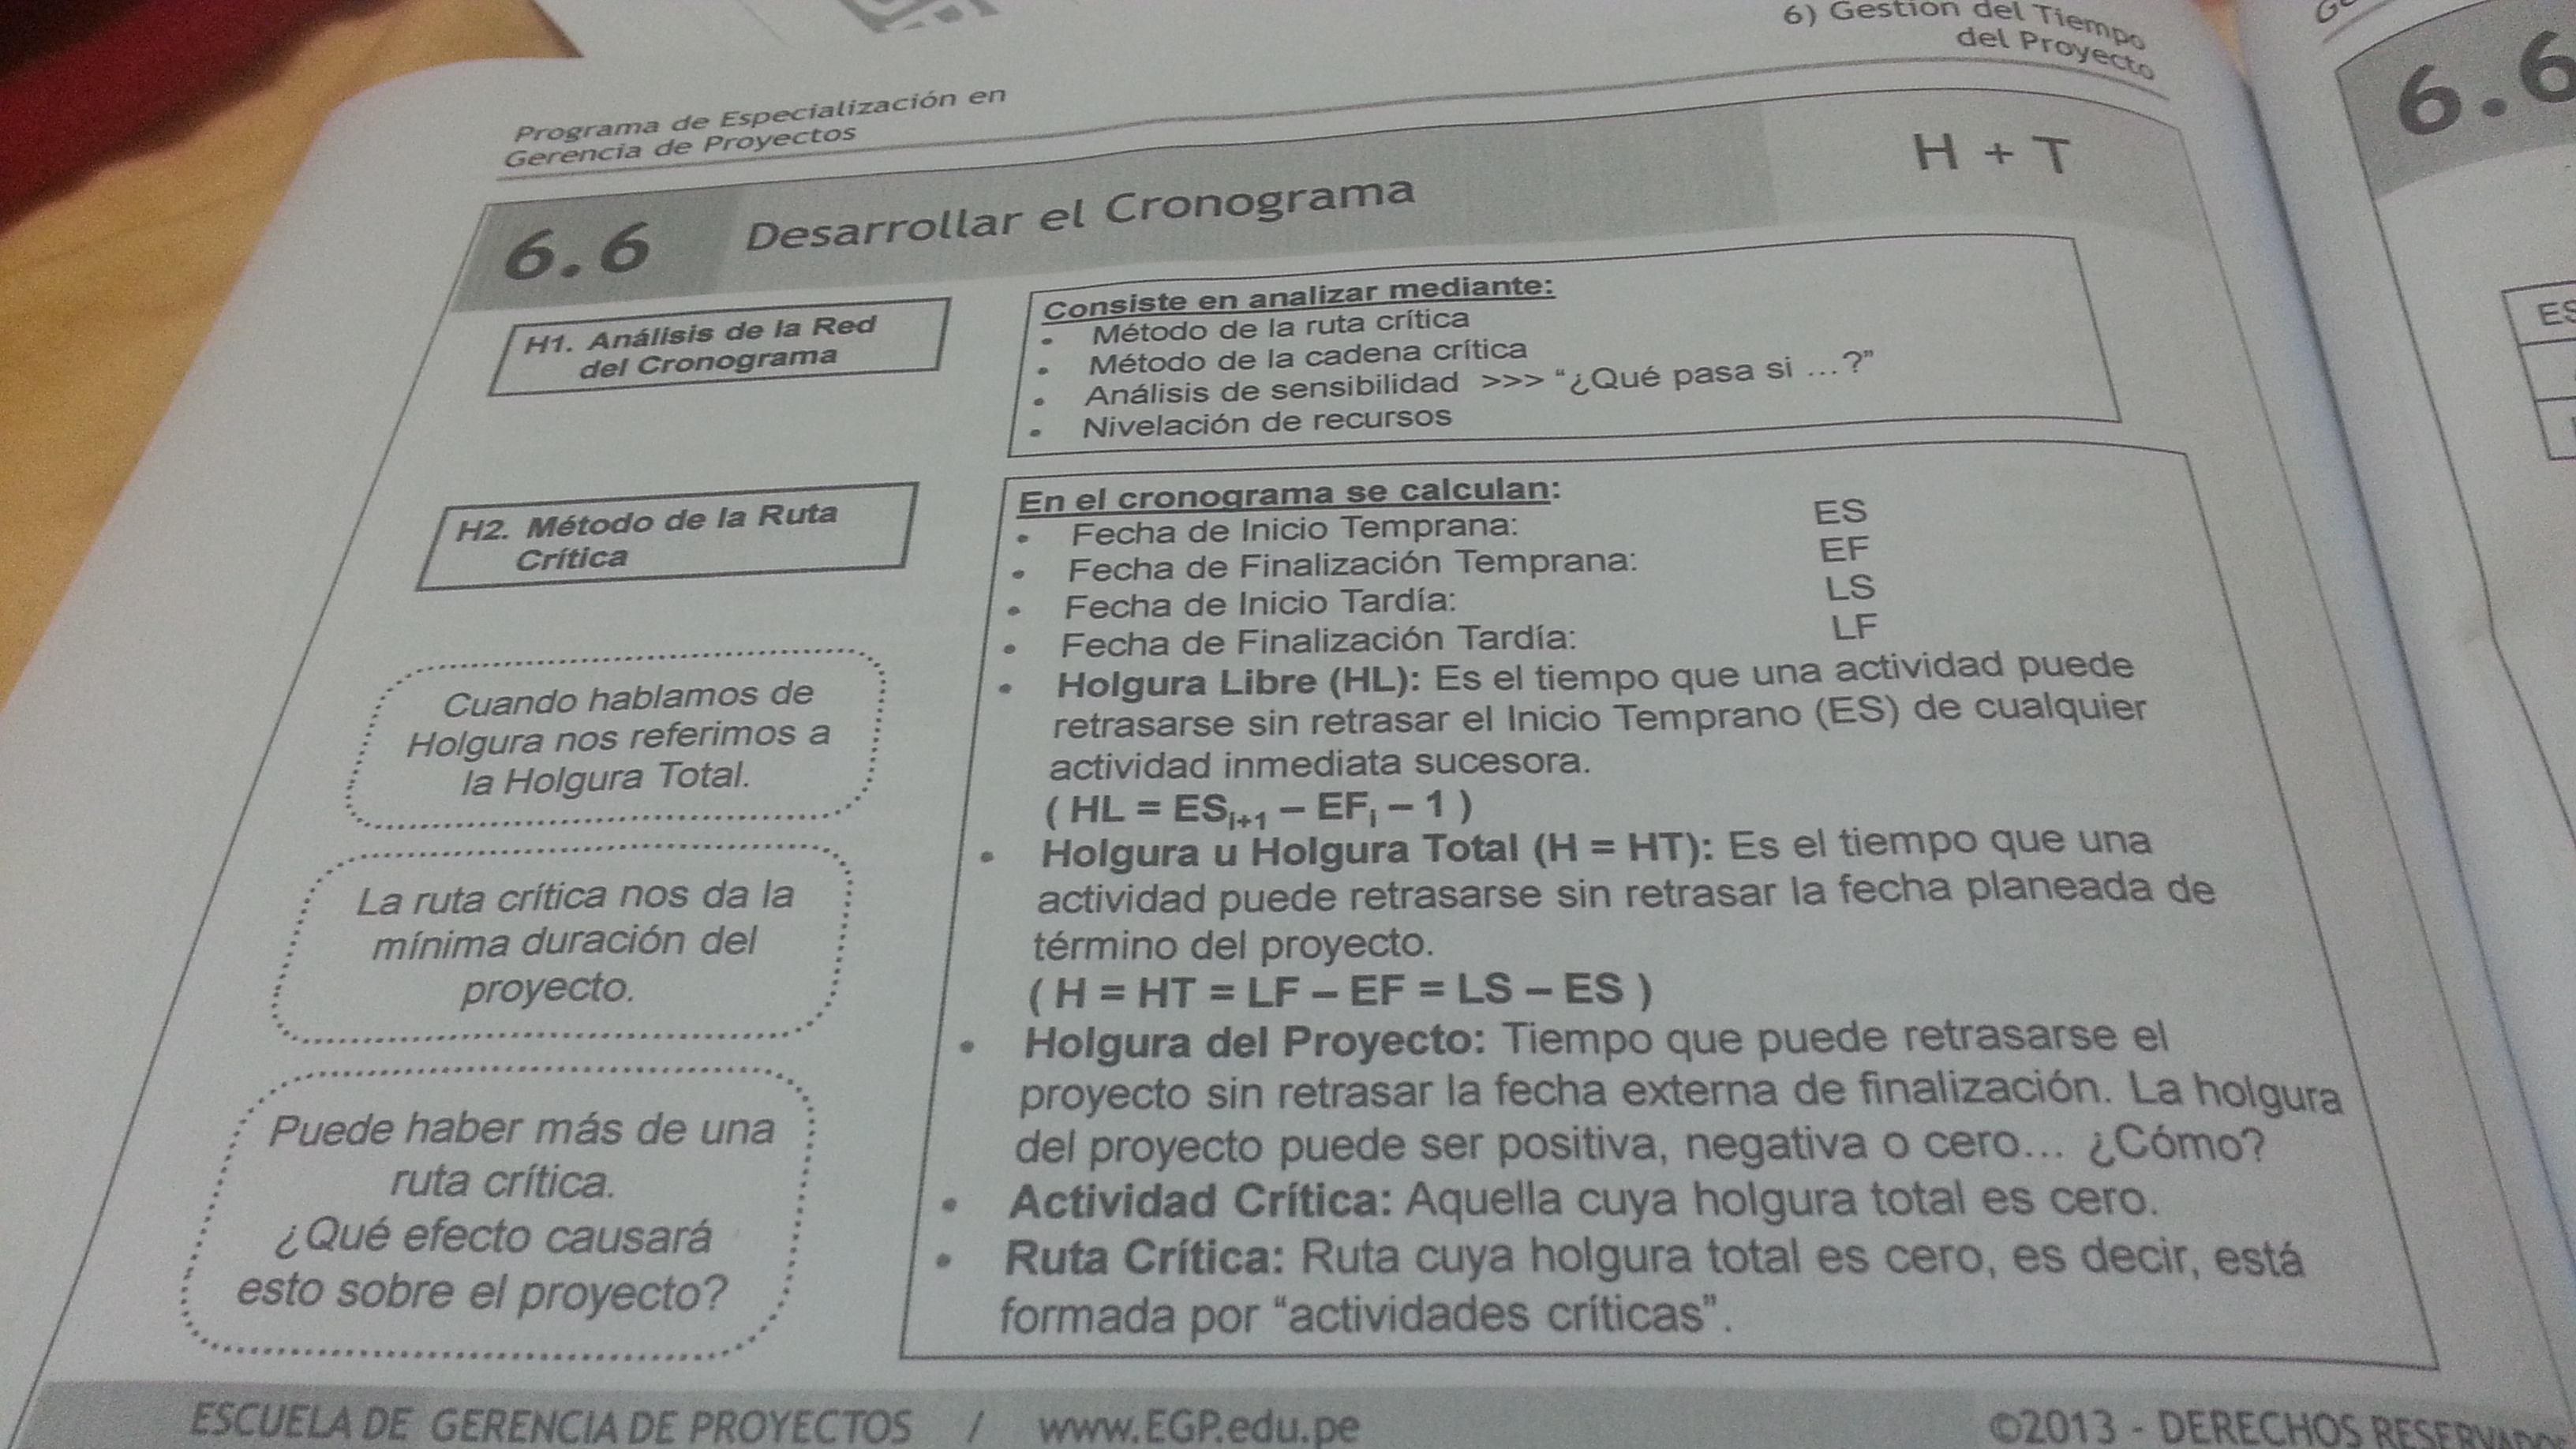 6) Gestión del Tiempo
del Proyecto
Programa de Especialización en
Gerencia de Proyectos
6.6 Desarrollar el Cronograma H + T
H1. Análisis de la Red
del Cronograma
Consiste en analizar mediante:
• Método de la ruta crítica
• Método de la cadena crítica
• Análisis de sensibilidad >>> “¿Qué pasa si ...?”
• Nivelación de recursos
H2. Método de la Ruta
Crítica
Cuando hablamos de
Holgura nos referimos a
la Holgura Total.
La ruta crítica nos da la
mínima duración del
proyecto.
Puede haber más de una
ruta crítica.
¿Qué efecto causará
esto sobre el proyecto?
En el cronograma se calculan:
• Fecha de Inicio Temprana: ES
• Fecha de Finalización Temprana: EF
• Fecha de Inicio Tardía: LS
• Fecha de Finalización Tardía: LF
• Holgura Libre (HL): Es el tiempo que una actividad puede
retrasarse sin retrasar el Inicio Temprano (ES) de cualquier
actividad inmediata sucesora.
( HL = ESi+1 – EFi – 1 )
• Holgura u Holgura Total (H = HT): Es el tiempo que una
actividad puede retrasarse sin retrasar la fecha planeada de
término del proyecto.
( H = HT = LF – EF = LS – ES )
• Holgura del Proyecto: Tiempo que puede retrasarse el
proyecto sin retrasar la fecha externa de finalización. La holgura
del proyecto puede ser positiva, negativa o cero... ¿Cómo?
• Actividad Crítica: Aquella cuya holgura total es cero.
• Ruta Crítica: Ruta cuya holgura total es cero, es decir, está
formada por “actividades críticas”.
ESCUELA DE GERENCIA DE PROYECTOS / www.EGP.edu.pe
©2013 - DERECHOS
6.6
ES